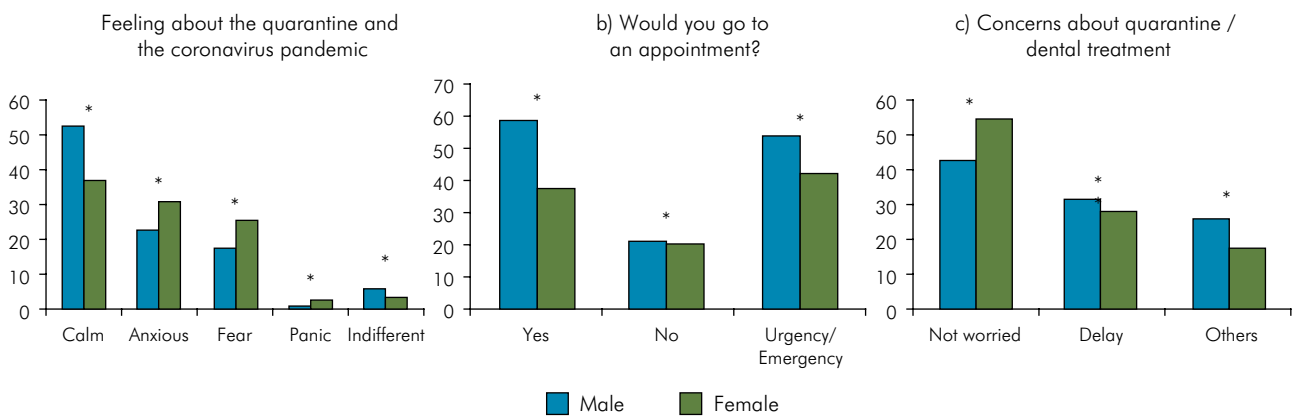 Feeling about the quarantine and
the coronavirus pandemic
60
50
40
30
20
10
0
*
*
*
*
*
Calm
Anxious
Fear
Panic
Indifferent
b) Would you go to
an appointment?
70
60
50
40
30
20
10
0
*
*
*
Yes
No
Urgency/
Emergency
c) Concerns about quarantine /
dental treatment
60
50
40
30
20
10
0
*
*
*
*
Not worried
Delay
Others
Male
Female